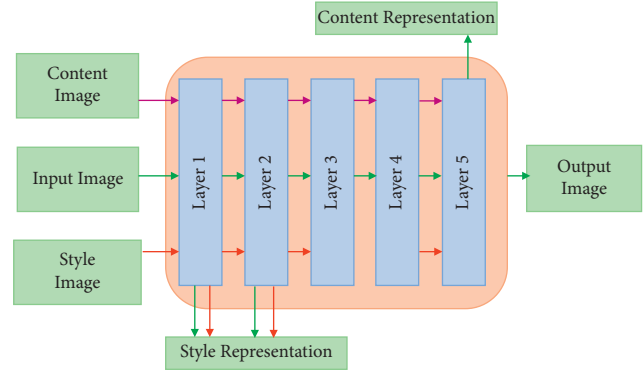 Content Representation
Content
Image
Input Image
Style
Image
Layer 1
Layer 2
Layer 3
Layer 4
Layer 5
Output
Image
Style Representation